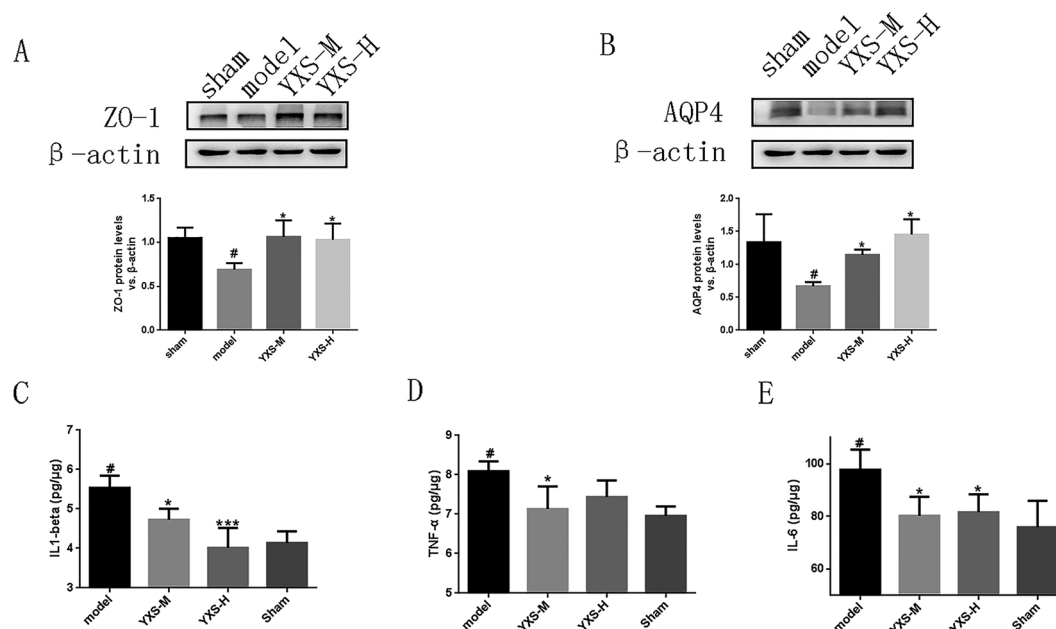 A
sham
model
YXS-M
YXS-H
ZO-1
β-actin
ZO-1 protein levels
vs. β-actin
1.5
1.0
0.5
0.0
#
*
*
sham
model
YXS-M
YXS-H
B
sham
model
YXS-M
YXS-H
AQP4
β-actin
AQP4 protein levels
vs. β-actin
2.0
1.5
1.0
0.5
0.0
#
*
*
sham
model
YXS-M
YXS-H
C
IL1-beta (pg/μg)
7
6
5
4
3
#
*
***
model
YXS-M
YXS-H
Sham
D
TNF-α (pg/μg)
9
8
7
6
5
#
*
model
YXS-M
YXS-H
Sham
E
IL-6 (pg/μg)
100
80
60
#
*
*
model
YXS-M
YXS-H
Sham